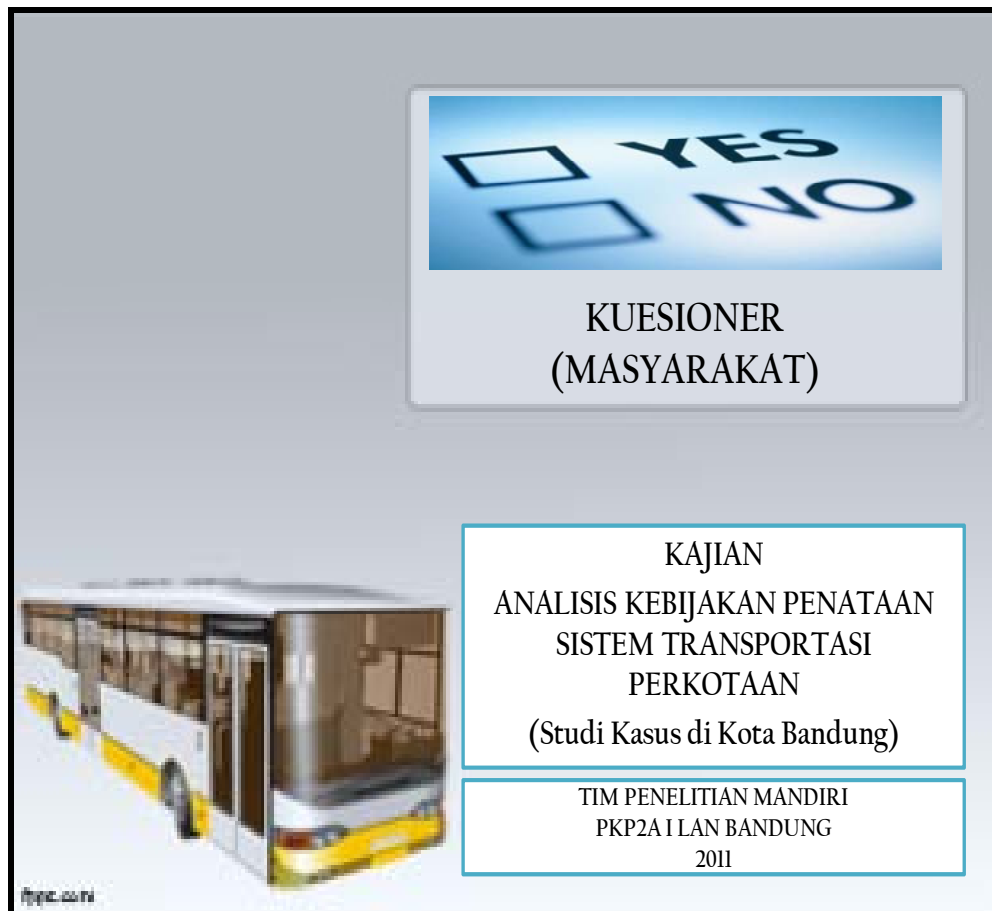 YES
NO
KUESIONER
(MASYARAKAT)
KAJIAN
ANALISIS KEBIJAKAN PENATAAN
SISTEM TRANSPORTASI
PERKOTAAN
(Studi Kasus di Kota Bandung)
TIM PENELITIAN MANDIRI
PKP2A I LAN BANDUNG
2011